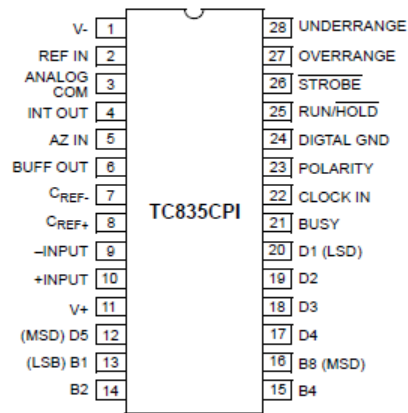 V- 1
REF IN 2
ANALOG
COM 3
INT OUT 4
AZ IN 5
BUFF OUT 6
CREF- 7
CREF+ 8
–INPUT 9
+INPUT 10
V+ 11
(MSD) D5 12
(LSB) B1 13
B2 14
TC835CPI
28 UNDERRANGE
27 OVERRANGE
26 STROBE
25 RUN/HOLD
24 DIGTAL GND
23 POLARITY
22 CLOCK IN
21 BUSY
20 D1 (LSD)
19 D2
18 D3
17 D4
16 B8 (MSD)
15 B4